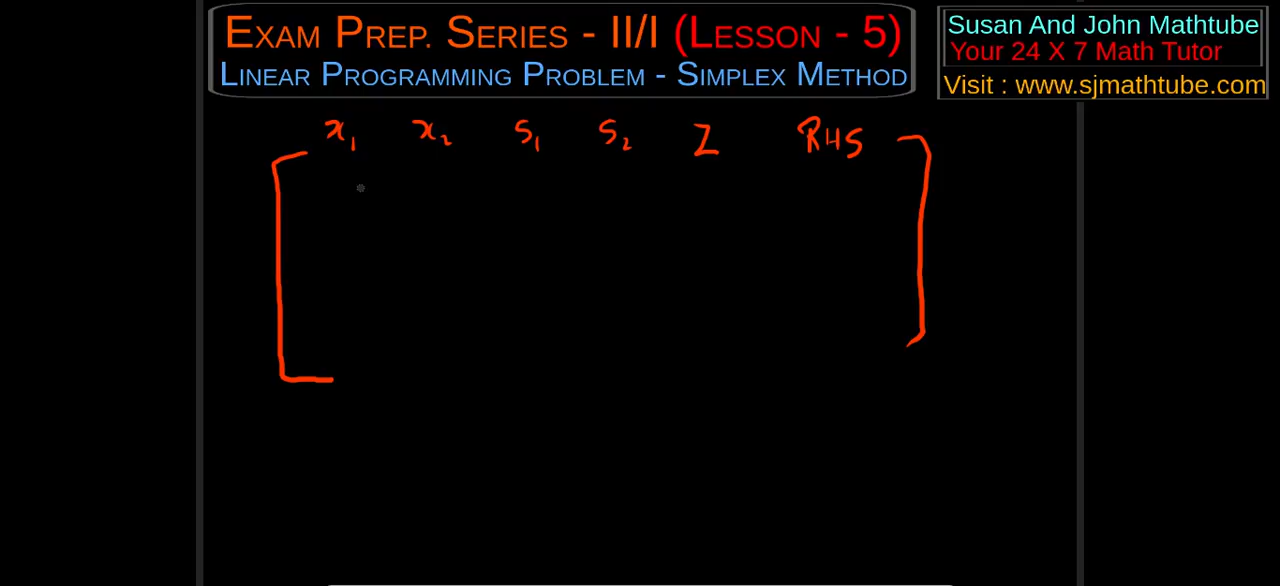 Exam Prep. Series - II/I (Lesson - 5)
Linear Programming Problem - Simplex Method
Susan And John Mathtube
Your 24 X 7 Math Tutor
Visit : www.sjmathtube.com
x₁ x₂ S₁ S₂ Z RHS